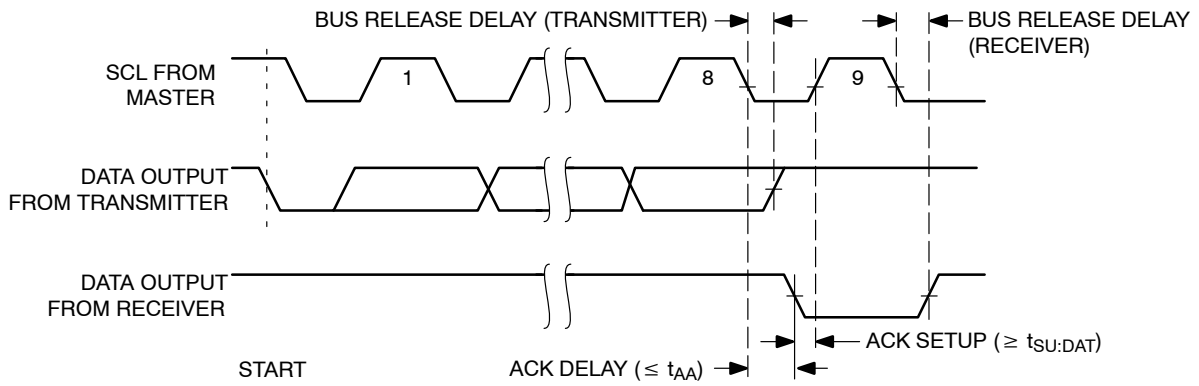 BUS RELEASE DELAY (TRANSMITTER)
BUS RELEASE DELAY
(RECEIVER)
SCL FROM
MASTER
1
8
9
DATA OUTPUT
FROM TRANSMITTER
DATA OUTPUT
FROM RECEIVER
ACK SETUP (≥ tSU:DAT)
START
ACK DELAY (≤ tAA)